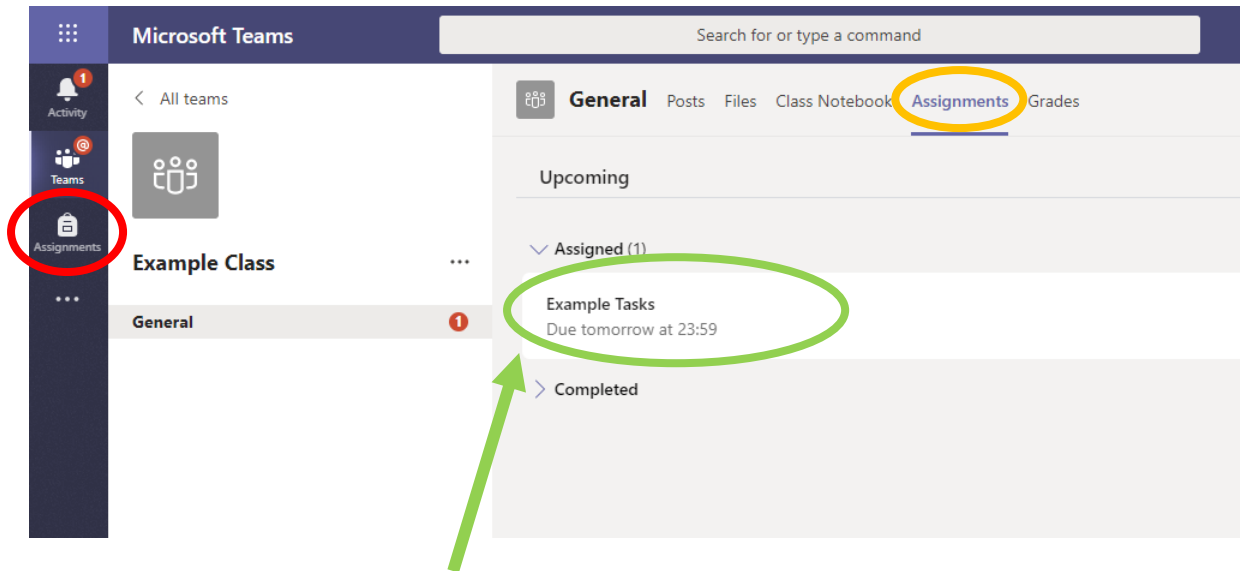 Microsoft Teams
Search for or type a command
1
Activity
@
Teams
Assignments
All teams
Example Class
General
1
General Posts Files Class Notebook Assignments Grades
Upcoming
Assigned (1)
Example Tasks
Due tomorrow at 23:59
Completed